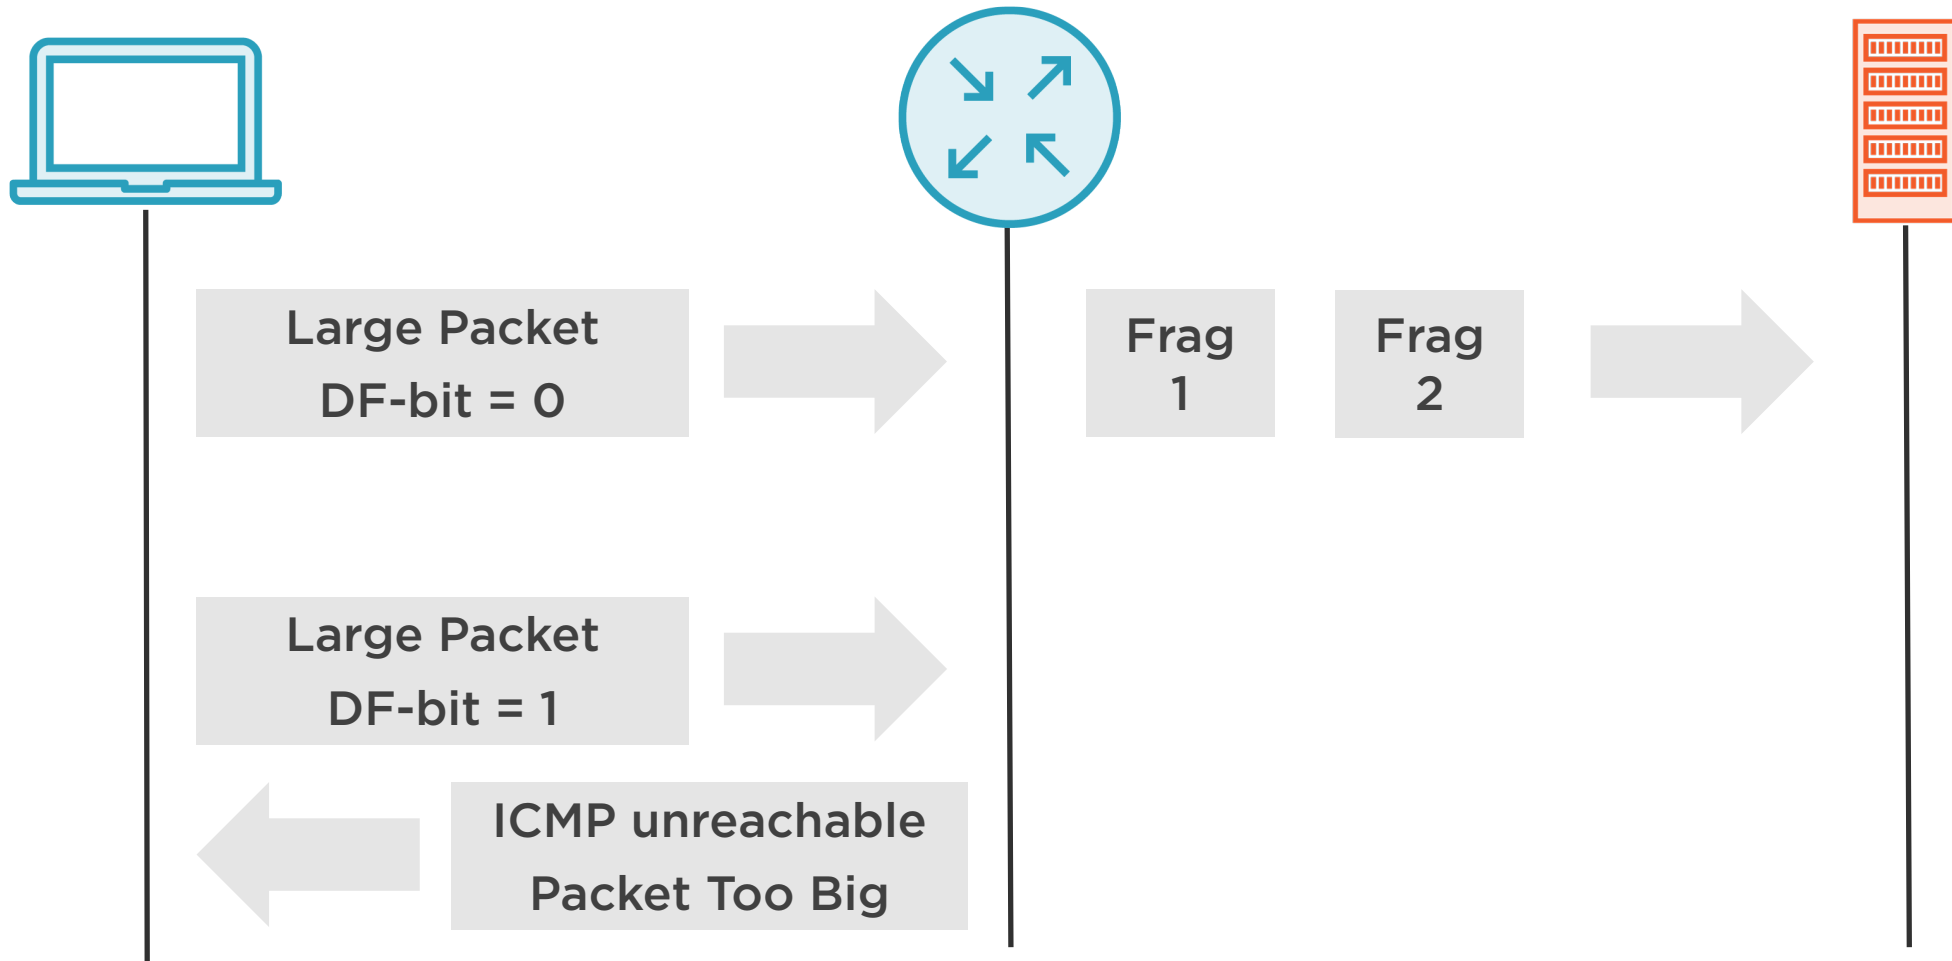 Large Packet
DF-bit = 0
Frag
1
Frag
2
Large Packet
DF-bit = 1
ICMP unreachable
Packet Too Big